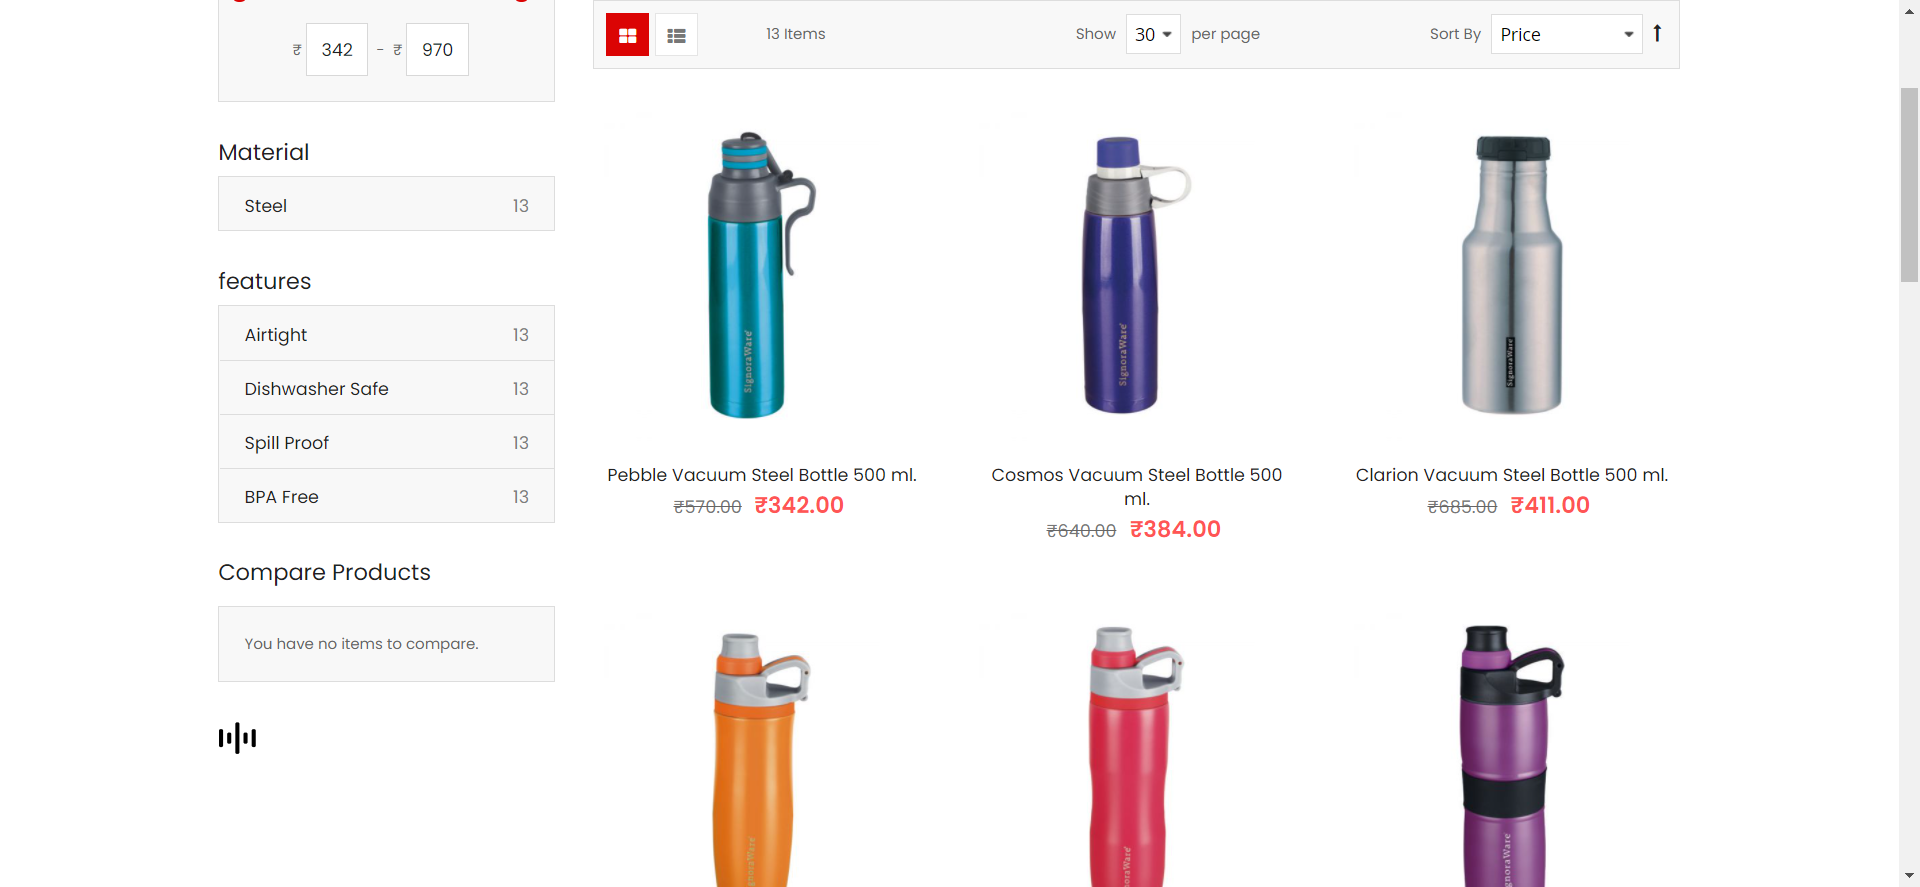 ₹ 342 - ₹ 970
Material
Steel 13
features
Airtight 13
Dishwasher Safe 13
Spill Proof 13
BPA Free 13
Compare Products
You have no items to compare.
13 Items
Show 30 per page
Sort By Price
SignoraWare
SignoraWare
SignoraWare
Pebble Vacuum Steel Bottle 500 ml.
₹570.00 ₹342.00
Cosmos Vacuum Steel Bottle 500
ml.
₹640.00 ₹384.00
Clarion Vacuum Steel Bottle 500 ml.
₹685.00 ₹411.00
noraWare
noraWare
noraWare